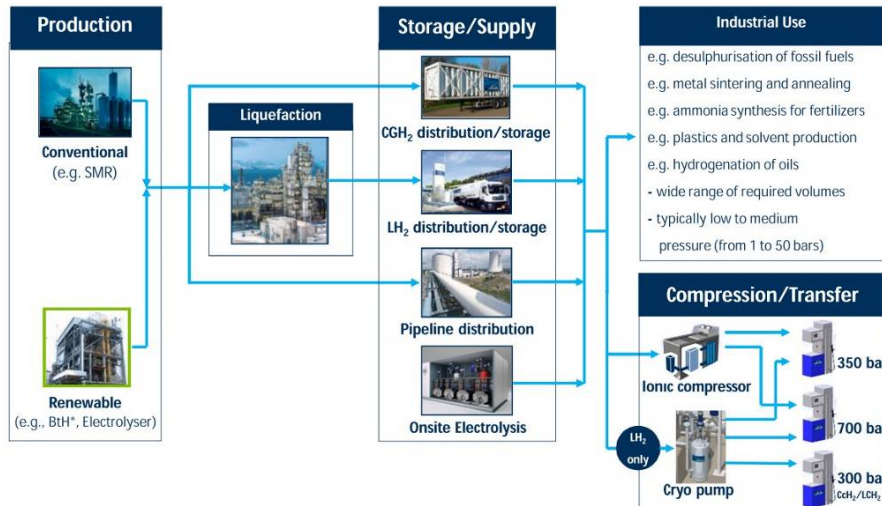 Production
Conventional
(e.g. SMR)
Renewable
(e.g., BtH*, Electrolyser)
Liquefaction
Storage/Supply
CGH₂ distribution/storage
LH₂ distribution/storage
Pipeline distribution
Onsite Electrolysis
Industrial Use
e.g. desulphurisation of fossil fuels
e.g. metal sintering and annealing
e.g. ammonia synthesis for fertilizers
e.g. plastics and solvent production
e.g. hydrogenation of oils
- wide range of required volumes
- typically low to medium
pressure (from 1 to 50 bars)
Compression/Transfer
Ionic compressor
LH₂
only
Cryo pump
350 ba
700 ba
300 ba
CcH₂/LCH₂